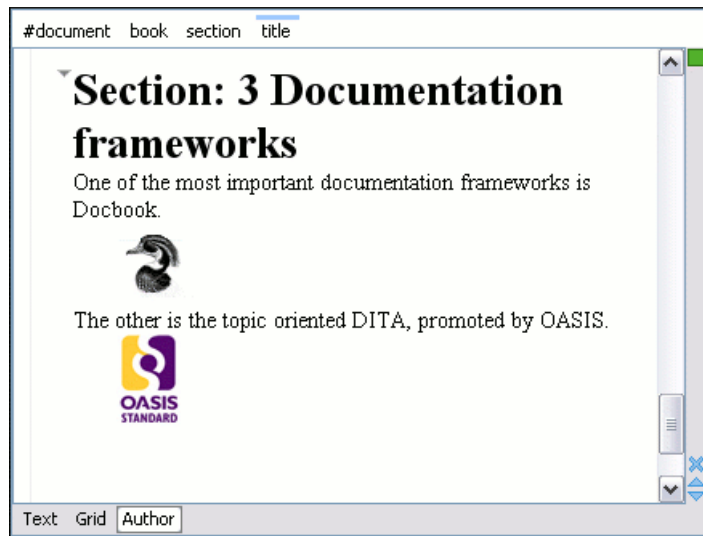 #document book section title
Section: 3 Documentation
frameworks
One of the most important documentation frameworks is
Docbook.
The other is the topic oriented DITA, promoted by OASIS.
OASIS
STANDARD
Text Grid Author